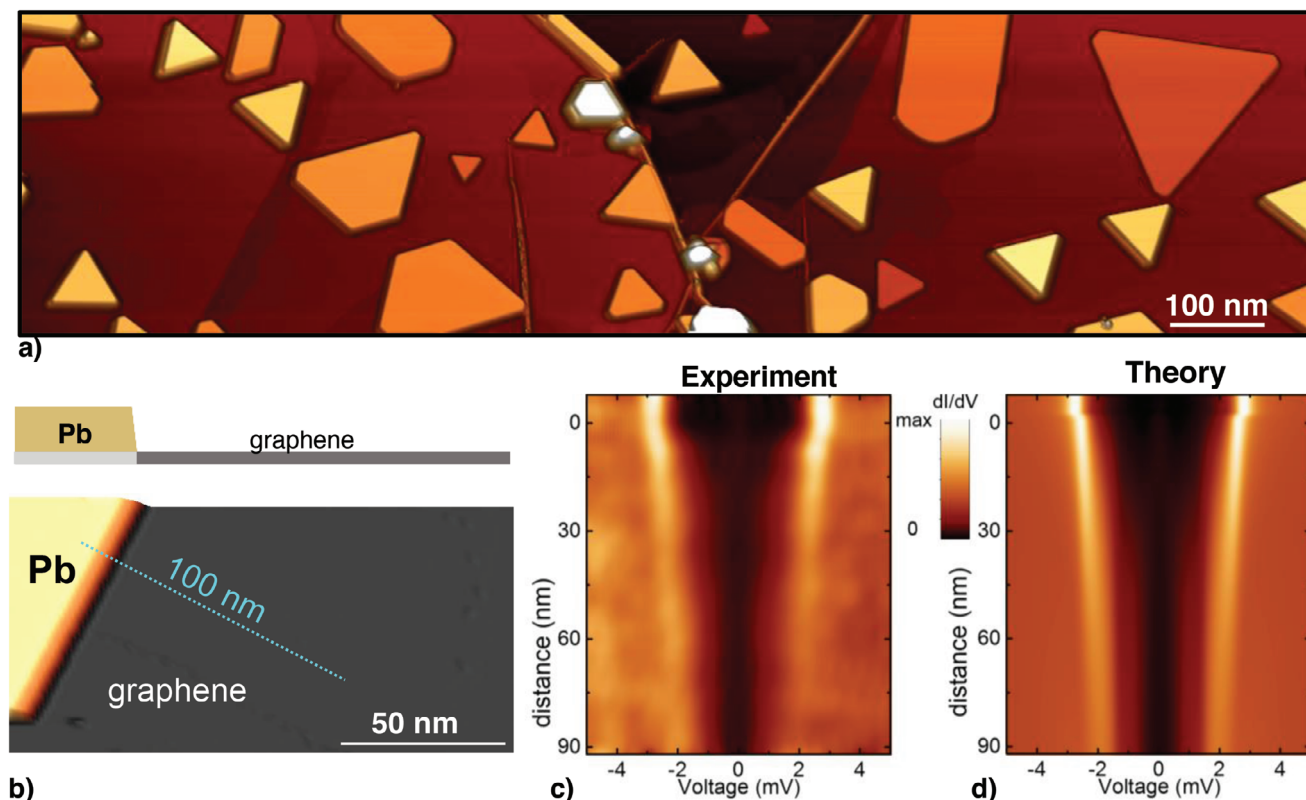 100 nm
a)
Experiment
Theory
dI/dV
max
0
Pb
graphene
Pb
100 nm
graphene
50 nm
b)
0
30
60
90
distance (nm)
-4 -2 0 2 4
Voltage (mV)
c)
0
30
60
90
distance (nm)
-4 -2 0 2 4
Voltage (mV)
d)